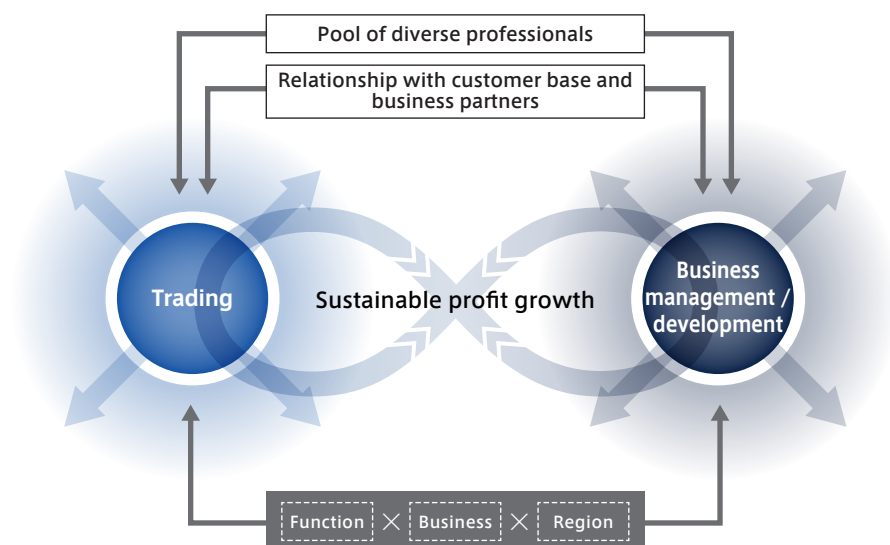 Pool of diverse professionals
Relationship with customer base and
business partners
Trading
Sustainable profit growth
Business
management /
development
Function × Business × Region